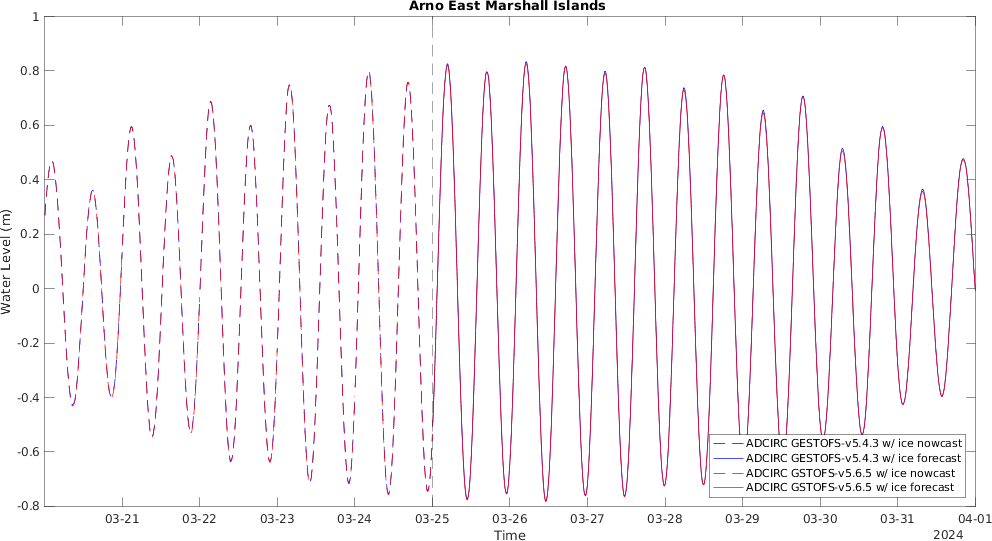 Arno East Marshall Islands
1
0.8
0.6
0.4
0.2
0
-0.2
-0.4
-0.6
-0.8
Water Level (m)
ADCIRC GESTOFS-v5.4.3 w/ ice nowcast
ADCIRC GESTOFS-v5.4.3 w/ ice forecast
ADCIRC GSTOFS-v5.6.5 w/ ice nowcast
ADCIRC GSTOFS-v5.6.5 w/ ice forecast
03-21 03-22 03-23 03-24 03-25 03-26 03-27 03-28 03-29 03-30 03-31 04-01
Time
2024